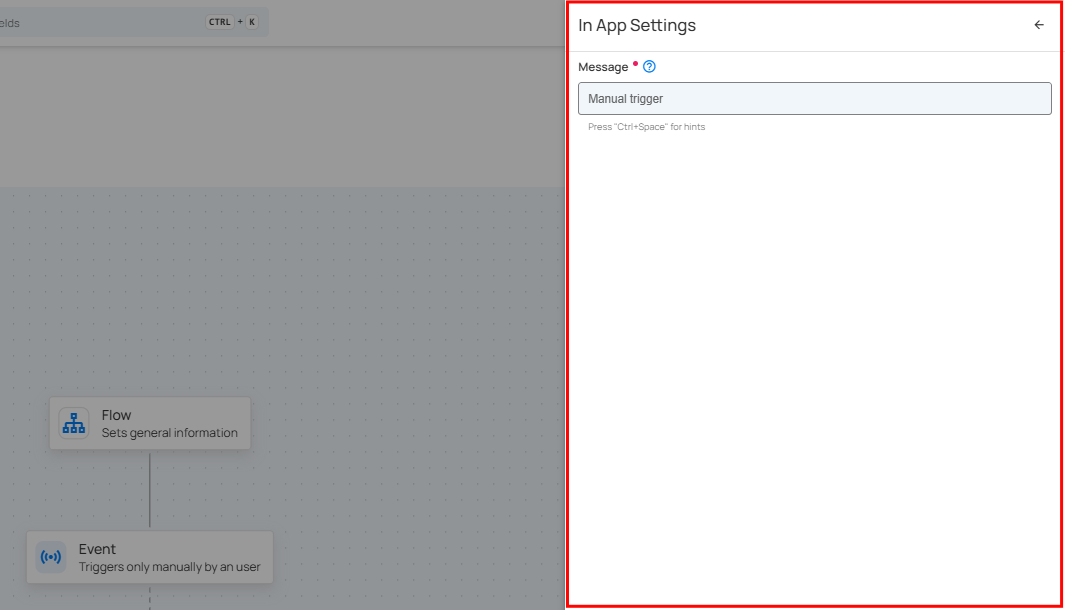 elds
CTRL + K
In App Settings
Message
Manual trigger
Press "Ctrl+Space" for hints
Flow
Sets general information
Event
Triggers only manually by an user